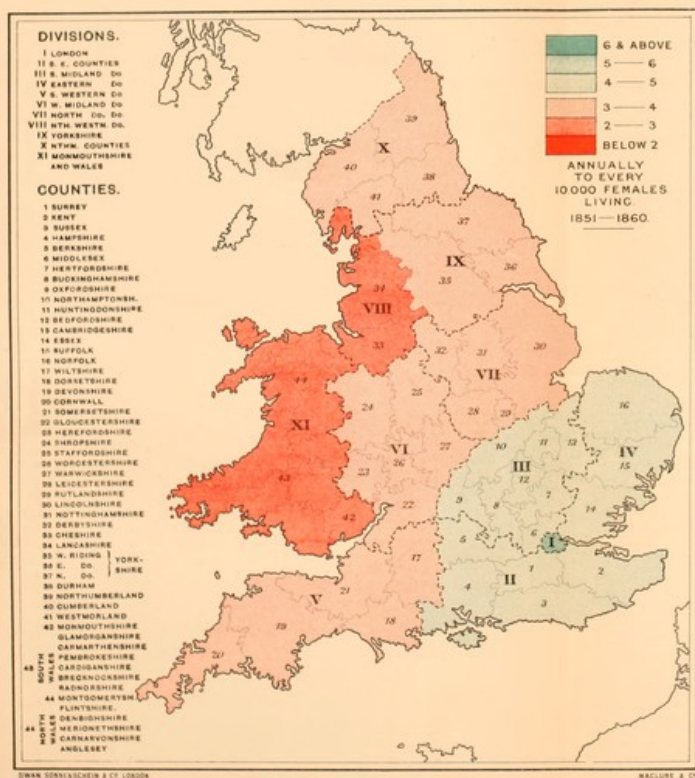 DIVISIONS.
I LONDON
II S. E. COUNTIES
III S. MIDLAND Do
IV EASTERN Do
V S. WESTERN Do
VI W. MIDLAND Do
VII NORTH Do. Do
VIII NTH. WESTN. Do.
IX YORKSHIRE
X NTHN. COUNTIES
XI MONMOUTHSHIRE
AND WALES
COUNTIES.
1 SURREY
2 KENT
3 SUSSEX
4 HAMPSHIRE
5 BERKSHIRE
6 MIDDLESEX
7 HERTFORDSHIRE
8 BUCKINGHAMSHIRE
9 OXFORDSHIRE
10 NORTHAMPTONSH.
11 HUNTINGDONSHIRE
12 BEDFORDSHIRE
13 CAMBRIDGESHIRE
14 ESSEX
15 SUFFOLK
16 NORFOLK
17 WILTSHIRE
18 DORSETSHIRE
19 DEVONSHIRE
20 CORNWALL
21 SOMERSETSHIRE
22 GLOUCESTERSHIRE
23 HEREFORDSHIRE
24 SHROPSHIRE
25 STAFFORDSHIRE
26 WORCESTERSHIRE
27 WARWICKSHIRE
28 LEICESTERSHIRE
29 RUTLANDSHIRE
30 LINCOLNSHIRE
31 NOTTINGHAMSHIRE
32 DERBYSHIRE
33 CHESHIRE
34 LANCASHIRE
35 W. RIDING
36 E. Do.
37 N. Do.
YORKSHIRE
38 DURHAM
39 NORTHUMBERLAND
40 CUMBERLAND
41 WESTMORLAND
42 MONMOUTHSHIRE
SOUTH WALES
43
GLAMORGANSHIRE
CARMARTHENSHIRE
PEMBROKESHIRE
CARDIGANSHIRE
BRECKNOCKSHIRE
RADNORSHIRE
NORTH WALES
44 MONTGOMERYSH.
FLINTSHIRE.
DENBIGHSHIRE
44 MERIONETHSHIRE
CARNARVONSHIRE
ANGLESEY
6 & ABOVE
5 — 6
4 — 5
3 — 4
2 — 3
BELOW 2
ANNUALLY
TO EVERY
10.000 FEMALES
LIVING.
1851 — 1860.
39
X
40
38
41
37
IX
36
35
34
VIII
33
32
31
30
VII
28
29
44
XI
43
42
25
24
VI
27
26
23
22
16
IV
15
10
11
13
III
12
7
14
9
8
6
I
5
1
2
II
4
3
17
21
V
19
18
20
SWAN SONNENSCHEIN & CO. LONDON
MACLURE & C